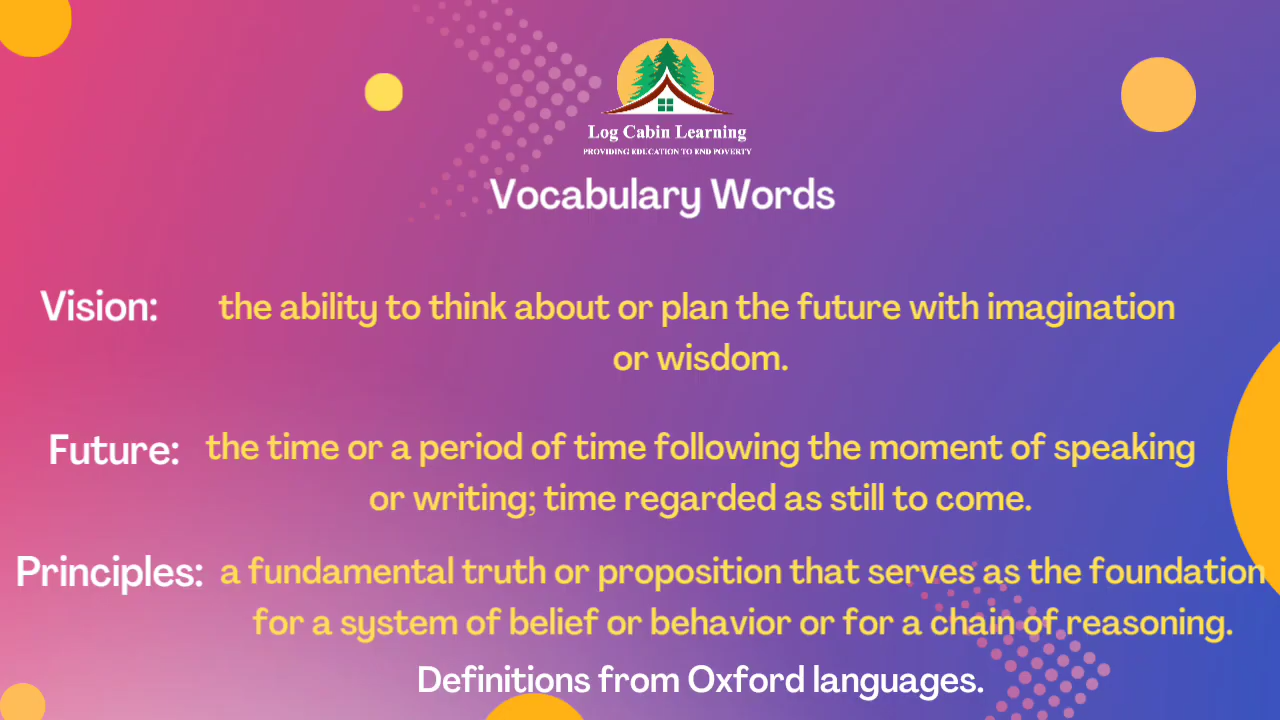 Log Cabin Learning
PROVIDING EDUCATION TO END POVERTY
Vocabulary Words
Vision: the ability to think about or plan the future with imagination
or wisdom.
Future: the time or a period of time following the moment of speaking
or writing; time regarded as still to come.
Principles: a fundamental truth or proposition that serves as the foundation
for a system of belief or behavior or for a chain of reasoning.
Definitions from Oxford languages.